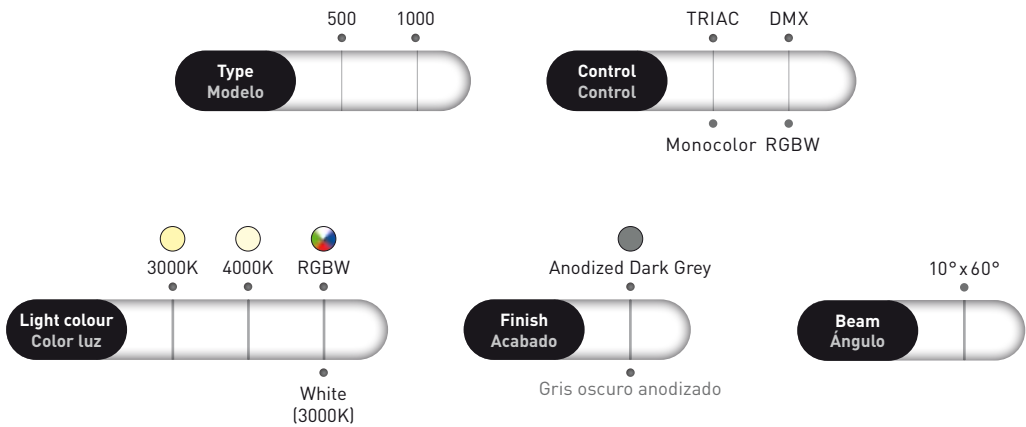 500
1000
Type
Modelo
TRIAC
DMX
Control
Control
Monocolor
RGBW
3000K
4000K
RGBW
Light colour
Color luz
White
(3000K)
Anodized Dark Grey
Finish
Acabado
Gris oscuro anodizado
10° x 60°
Beam
Ángulo